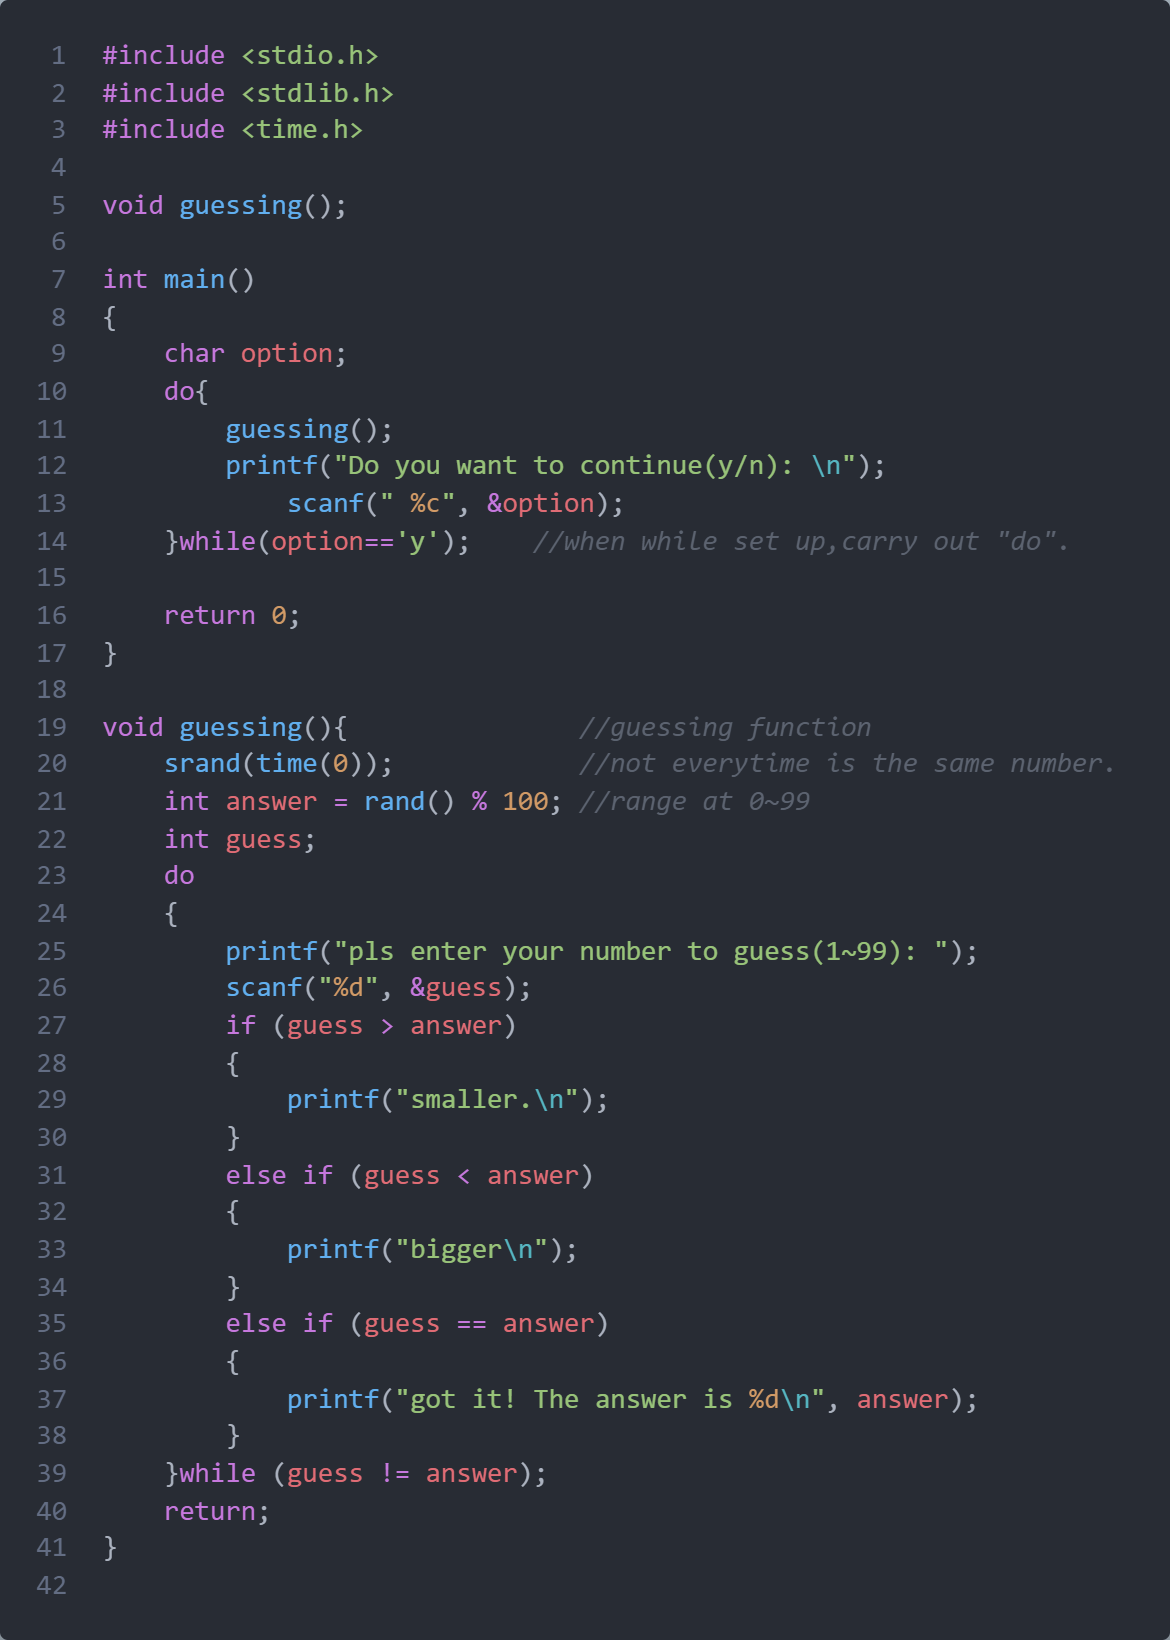 1 #include <stdio.h>
2 #include <stdlib.h>
3 #include <time.h>
4
5 void guessing();
6
7 int main()
8 {
9     char option;
10     do{
11         guessing();
12         printf("Do you want to continue(y/n): \n");
13             scanf(" %c", &option);
14     }while(option=='y');    //when while set up,carry out "do".
15
16     return 0;
17 }
18
19 void guessing(){               //guessing function
20     srand(time(0));            //not everytime is the same number.
21     int answer = rand() % 100; //range at 0~99
22     int guess;
23     do
24     {
25         printf("pls enter your number to guess(1~99): ");
26         scanf("%d", &guess);
27         if (guess > answer)
28         {
29             printf("smaller.\n");
30         }
31         else if (guess < answer)
32         {
33             printf("bigger\n");
34         }
35         else if (guess == answer)
36         {
37             printf("got it! The answer is %d\n", answer);
38         }
39     }while (guess != answer);
40     return;
41 }
42